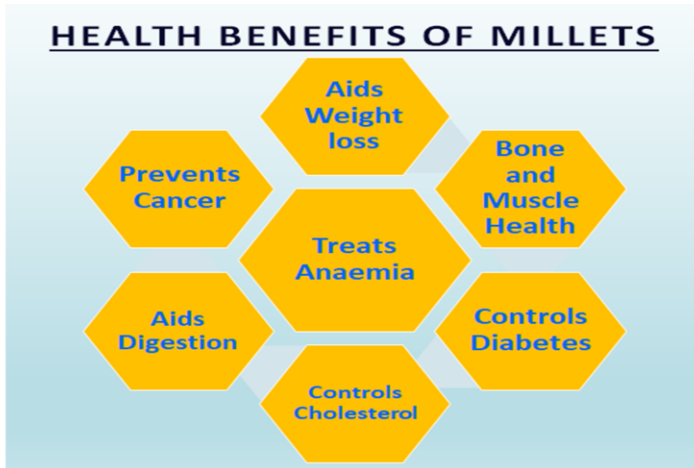 HEALTH BENEFITS OF MILLETS
Aids
Weight
loss
Bone
and
Muscle
Health
Prevents
Cancer
Treats
Anaemia
Controls
Diabetes
Aids
Digestion
Controls
Cholesterol